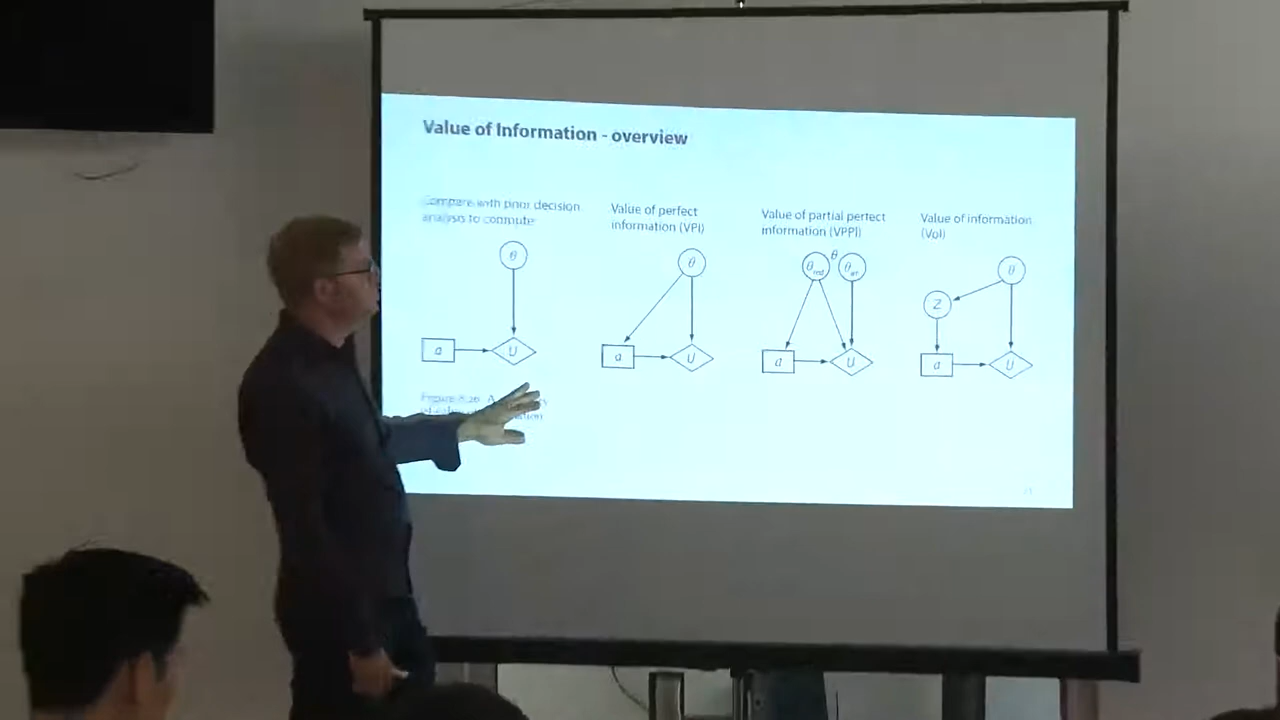 Value of Information - overview
Compare with prior decision
analysis to compute
Value of perfect
information (VPI)
Value of partial perfect
information (VPPI)
Value of information
(VoI)
θ
a
U
θ
a
U
θ
θ
θ
a
U
θ
Z
a
U
Figure